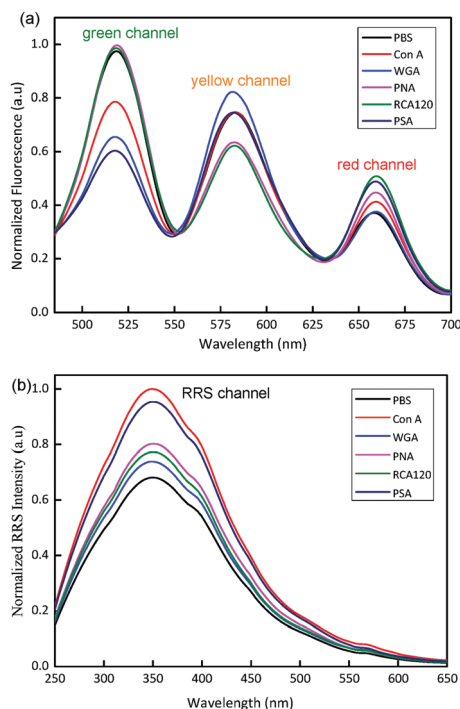 (a)
green channel
yellow channel
red channel
PBS
Con A
WGA
PNA
RCA120
PSA
1.0
0.8
0.6
0.4
0.2
0.0
Normalized Fluorescence (a.u)
500 525 550 575 600 625 650 675 700
Wavelength (nm)
(b)
RRS channel
PBS
Con A
WGA
PNA
RCA120
PSA
1.0
0.8
0.6
0.4
0.2
0.0
Normalized RRS Intensity (a.u)
250 300 350 400 450 500 550 600 650
Wavelength (nm)